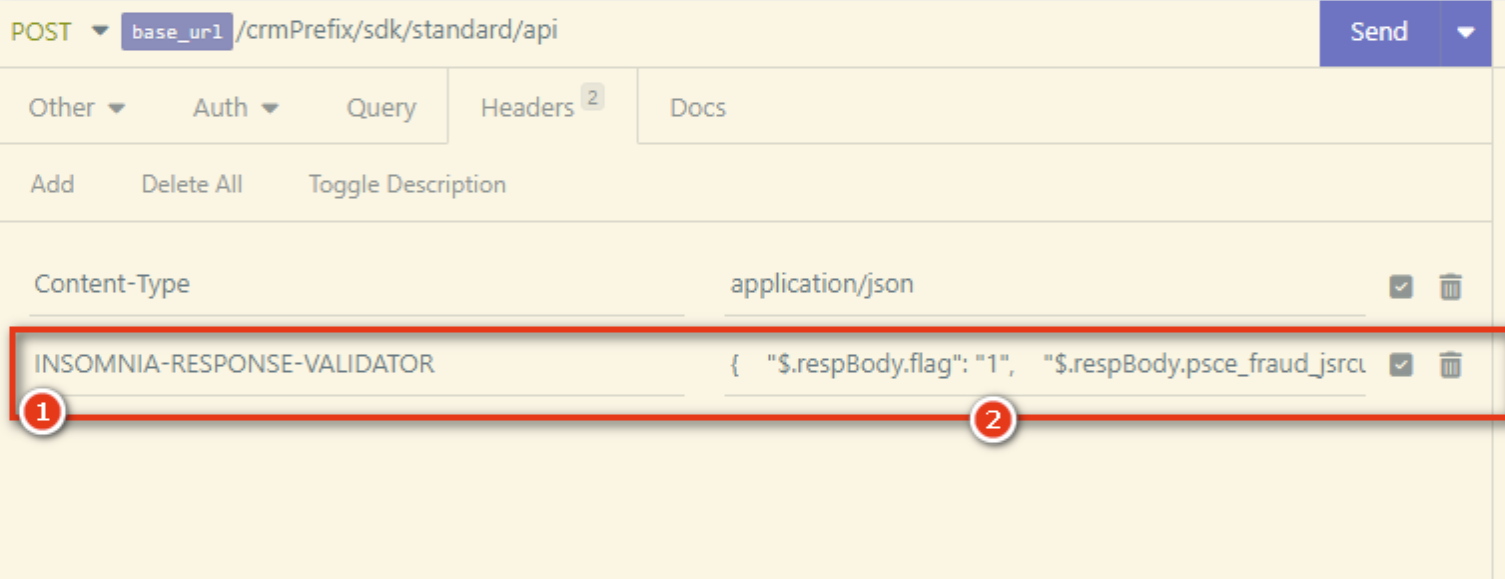 POST base_url /crmPrefix/sdk/standard/api Send
Other Auth Query Headers 2 Docs
Add Delete All Toggle Description
Content-Type application/json
INSOMNIA-RESPONSE-VALIDATOR { "$.respBody.flag": "1", "$.respBody.psce_fraud_jsrcu
1 2